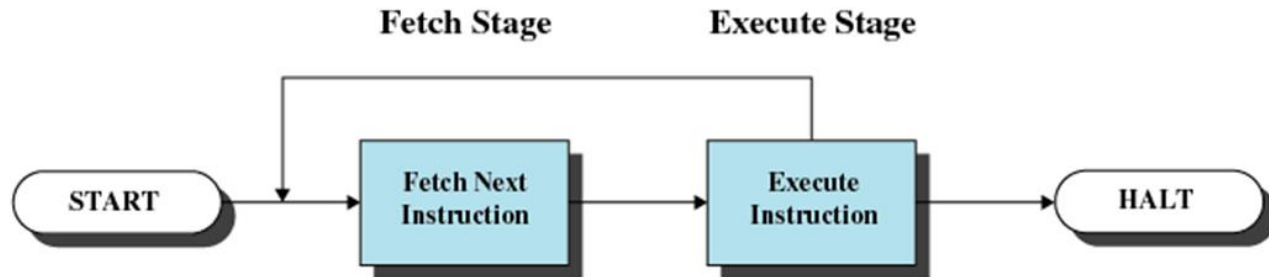 Fetch Stage
Execute Stage
START
Fetch Next
Instruction
Execute
Instruction
HALT